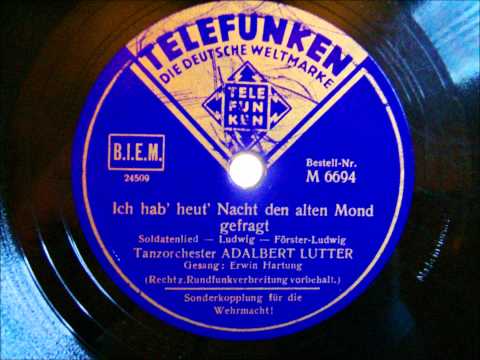 TELEFUNKEN
DIE DEUTSCHE WELTMARKE
TELE
FUN
KEN
B.I.E.M.
24509
Bestell-Nr.
M 6694
Ich hab' heut' Nacht den alten Mond
gefragt
Soldatenlied — Ludwig — Förster-Ludwig
Tanzorchester ADALBERT LUTTER
Gesang: Erwin Hartung
(Recht z. Rundfunkverbreitung vorbehalt.)
Sonderkopplung für die
Wehrmacht!